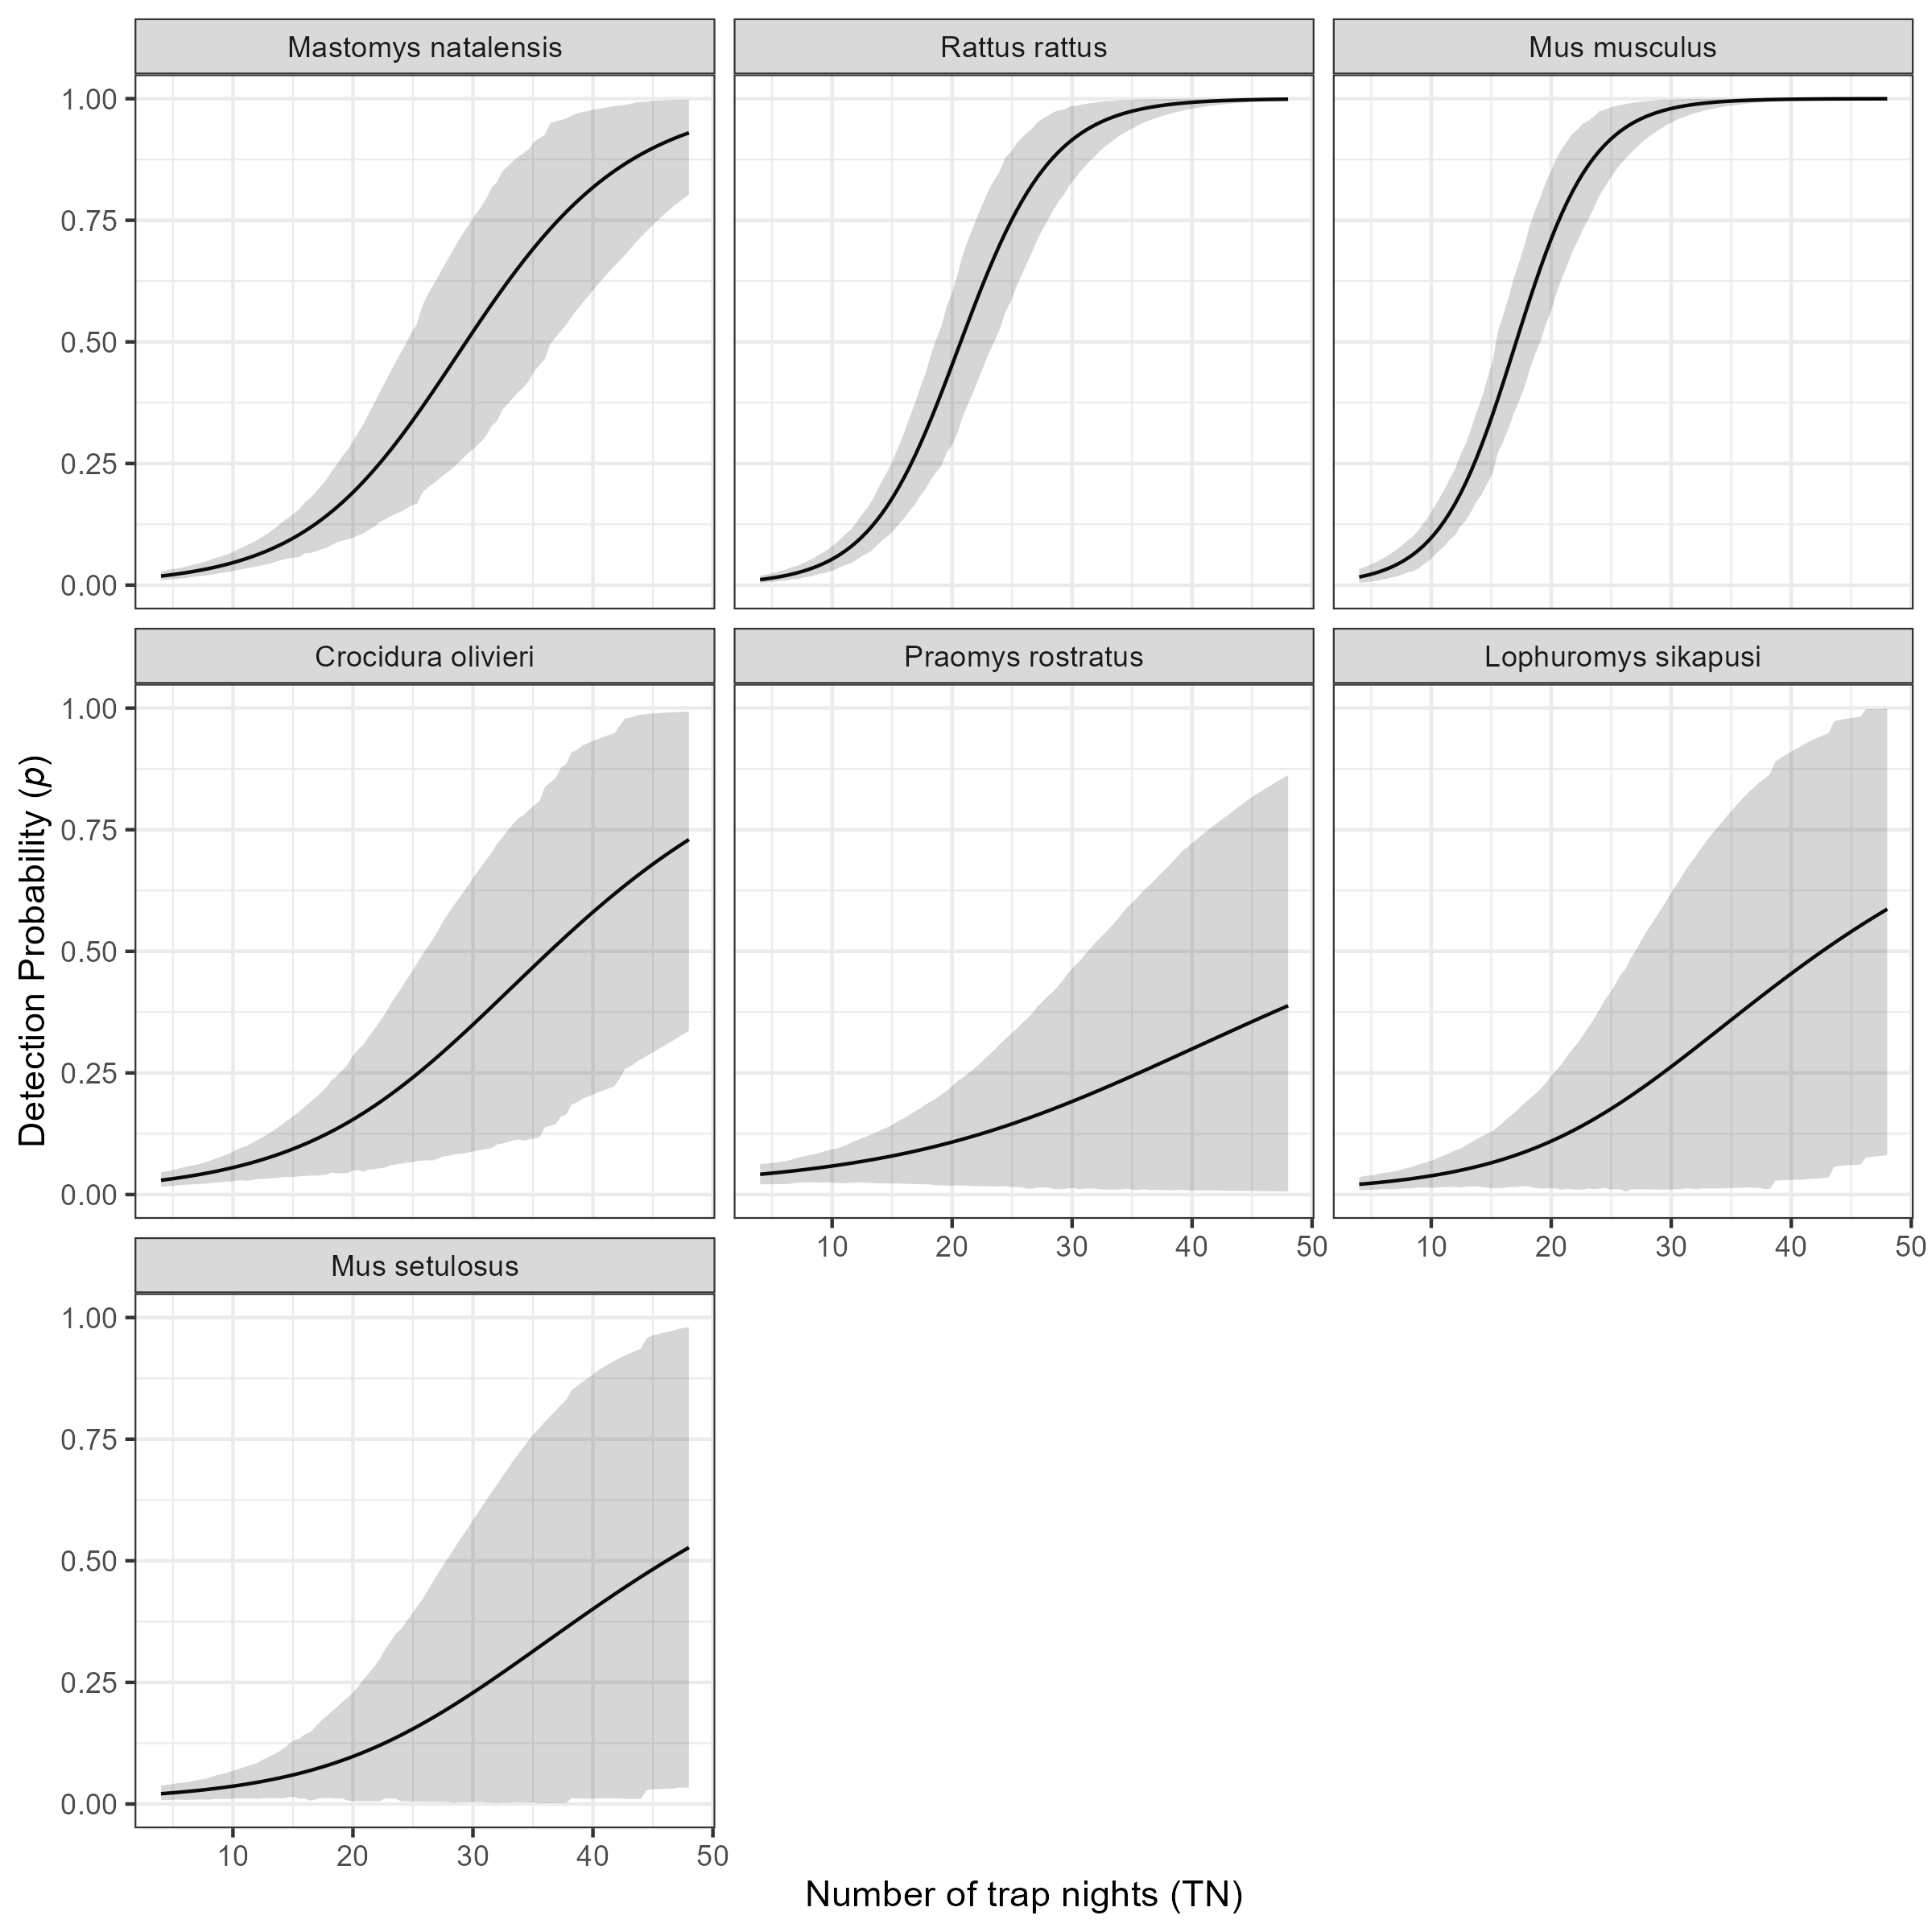 Mastomys natalensis
Rattus rattus
Mus musculus
1.00
0.75
0.50
0.25
0.00
Crocidura olivieri
Praomys rostratus
Lophuromys sikapusi
Detection Probability (p)
1.00
0.75
0.50
0.25
0.00
10 20 30 40 50
10 20 30 40 50
Mus setulosus
1.00
0.75
0.50
0.25
0.00
10 20 30 40 50
Number of trap nights (TN)